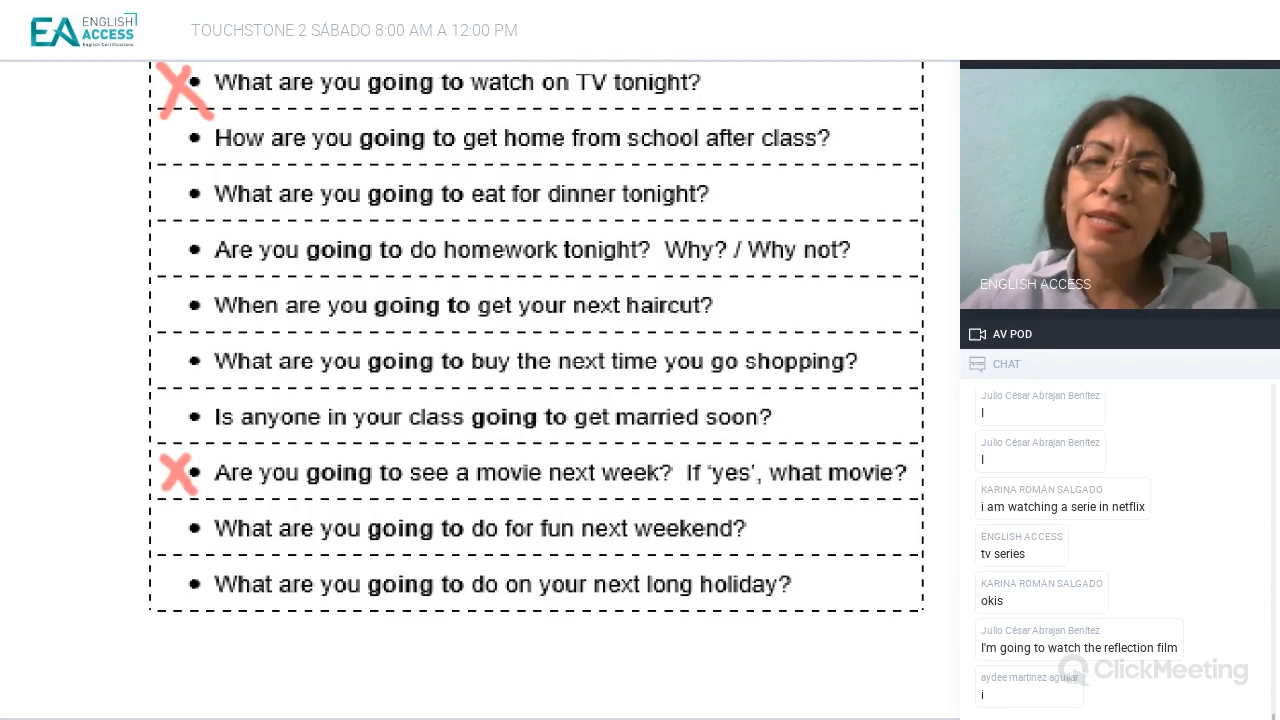 EA ENGLISH ACCESS
English Certifications
TOUCHSTONE 2 SÁBADO 8:00 AM A 12:00 PM
• What are you going to watch on TV tonight?
• How are you going to get home from school after class?
• What are you going to eat for dinner tonight?
• Are you going to do homework tonight? Why? / Why not?
• When are you going to get your next haircut?
• What are you going to buy the next time you go shopping?
• Is anyone in your class going to get married soon?
• Are you going to see a movie next week? If ‘yes’, what movie?
• What are you going to do for fun next weekend?
• What are you going to do on your next long holiday?
ENGLISH ACCESS
AV POD
CHAT
Julio César Abrajan Benítez
I
Julio César Abrajan Benítez
I
KARINA ROMÁN SALGADO
i am watching a serie in netflix
ENGLISH ACCESS
tv series
KARINA ROMÁN SALGADO
okis
Julio César Abrajan Benítez
I'm going to watch the reflection film
aydee martinez aguilar
i
ClickMeeting